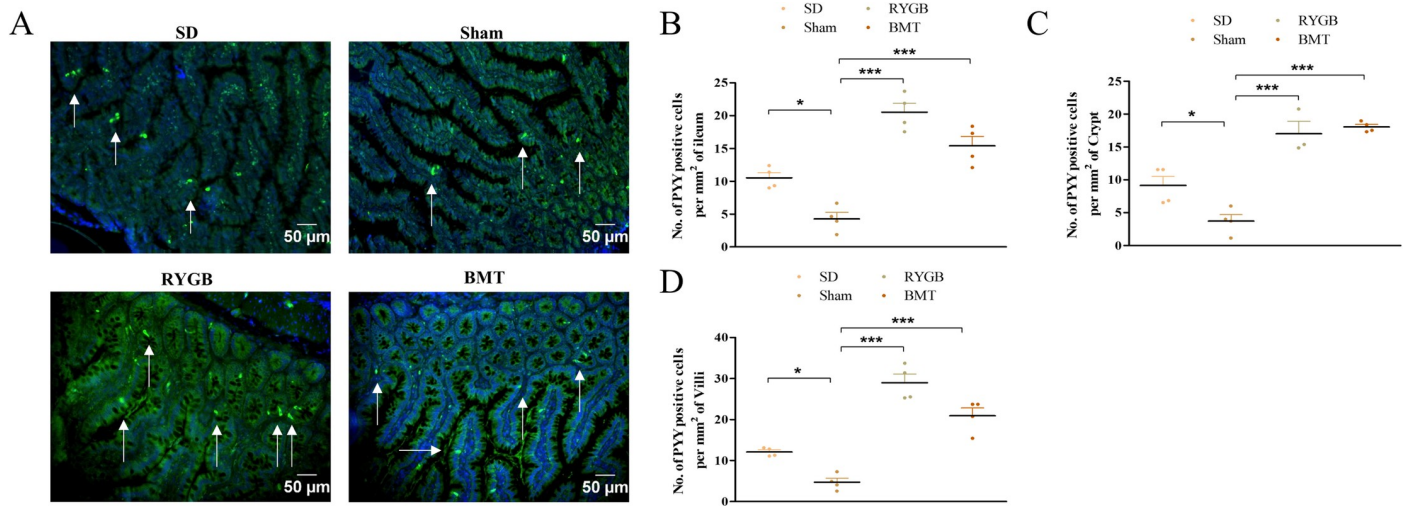 A
SD
Sham
50 µm
50 µm
RYGB
BMT
50 µm
50 µm
B
SD
RYGB
Sham
BMT
***
***
*
No. of PYY positive cells
per mm² of ileum
25
20
15
10
5
0
C
SD
RYGB
Sham
BMT
***
***
*
No. of PYY positive cells
per mm² of Crypt
25
20
15
10
5
0
D
SD
RYGB
Sham
BMT
***
***
*
No. of PYY positive cells
per mm² of Villi
40
30
20
10
0